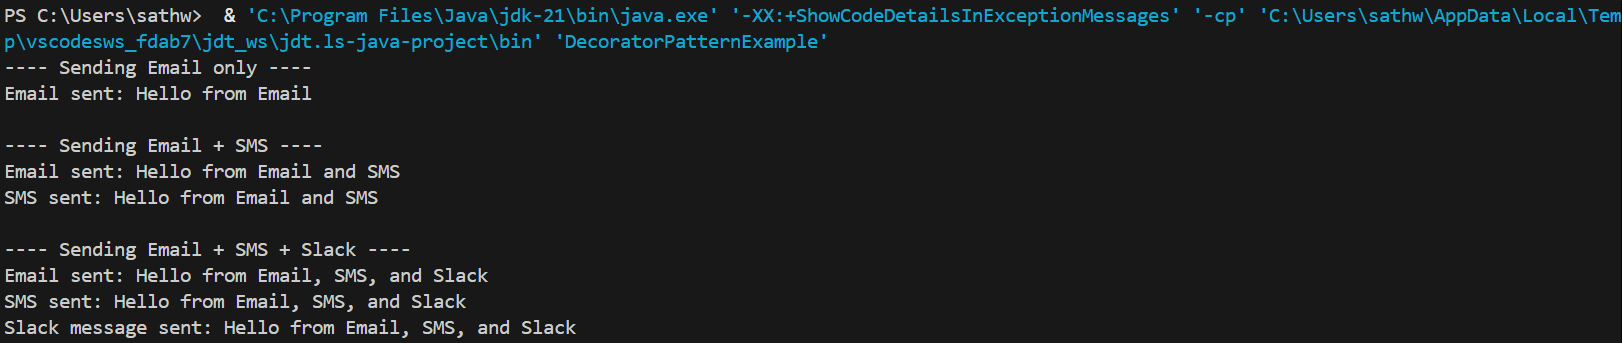 PS C:\Users\sathw>  & 'C:\Program Files\Java\jdk-21\bin\java.exe' '-XX:+ShowCodeDetailsInExceptionMessages' '-cp' 'C:\Users\sathw\AppData\Local\Tem
p\vscodesws_fdab7\jdt_ws\jdt.ls-java-project\bin' 'DecoratorPatternExample'
---- Sending Email only ----
Email sent: Hello from Email

---- Sending Email + SMS ----
Email sent: Hello from Email and SMS
SMS sent: Hello from Email and SMS

---- Sending Email + SMS + Slack ----
Email sent: Hello from Email, SMS, and Slack
SMS sent: Hello from Email, SMS, and Slack
Slack message sent: Hello from Email, SMS, and Slack